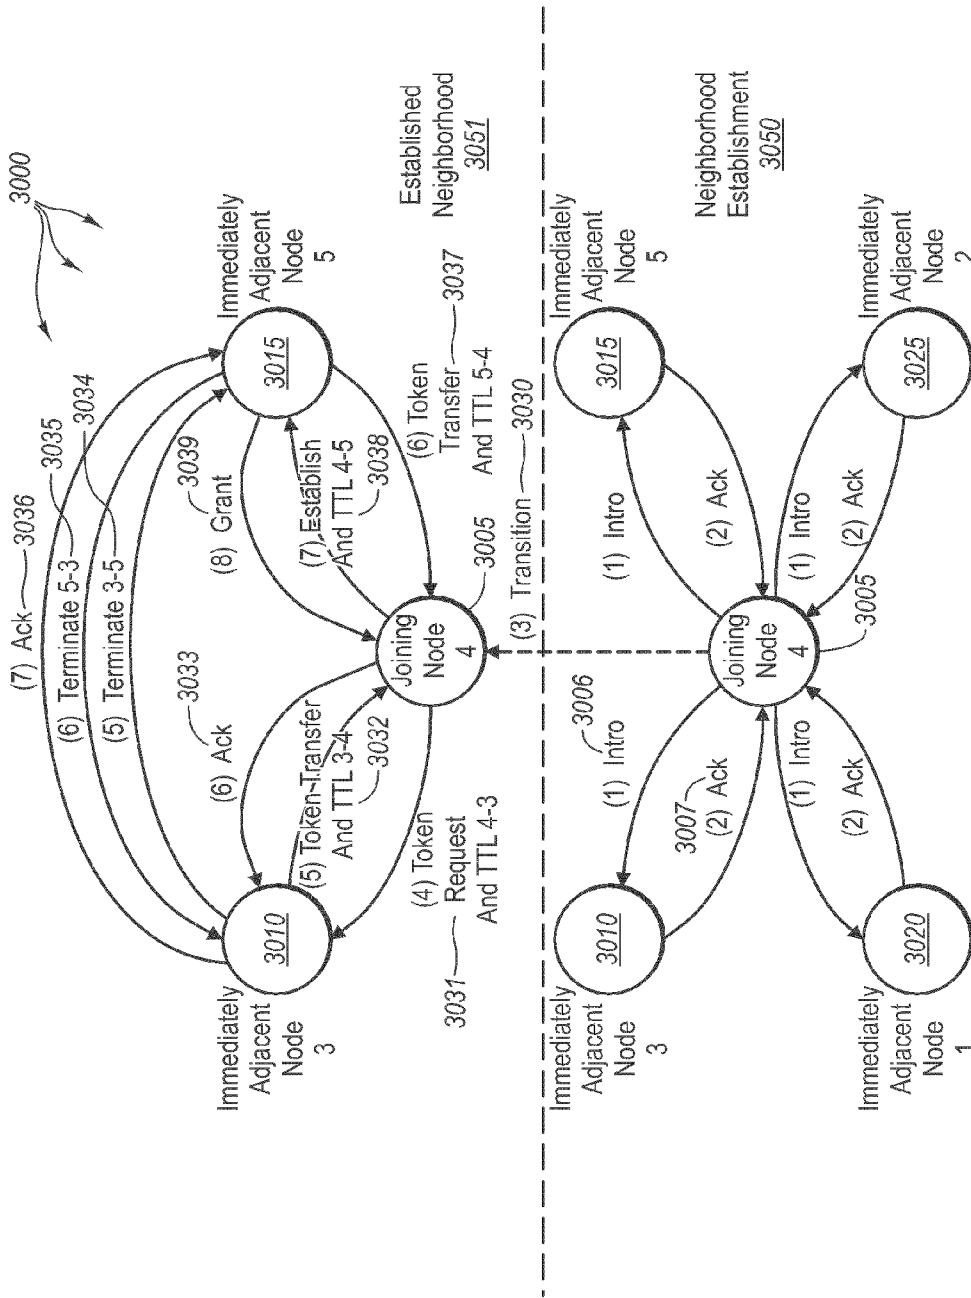 3000
(7) Ack 3036
(6) Terminate 5-3 3035
(5) Terminate 3-5 3034
3033
(6) Ack
3039
(8) Grant
Immediately
Adjacent
Node
3
3010
(5) Token Transfer
And TTL 3-4
3032
(7) Establish
And TTL 4-5
3038
3015
Immediately
Adjacent
Node
5
Joining
Node
4
3005
(4) Token
3031 Request
And TTL 4-3
(6) Token
Transfer 3037
And TTL 5-4
Established
Neighborhood
3051
(3) Transition 3030
Immediately
Adjacent
Node
3
3010
3006
(1) Intro
3007
(2) Ack
(1) Intro
(2) Ack
3015
Immediately
Adjacent
Node
5
Neighborhood
Establishment
3050
Joining
Node
4
3005
(1) Intro
(2) Ack
(1) Intro
(2) Ack
Immediately
Adjacent
Node
1
3020
3025
Immediately
Adjacent
Node
2